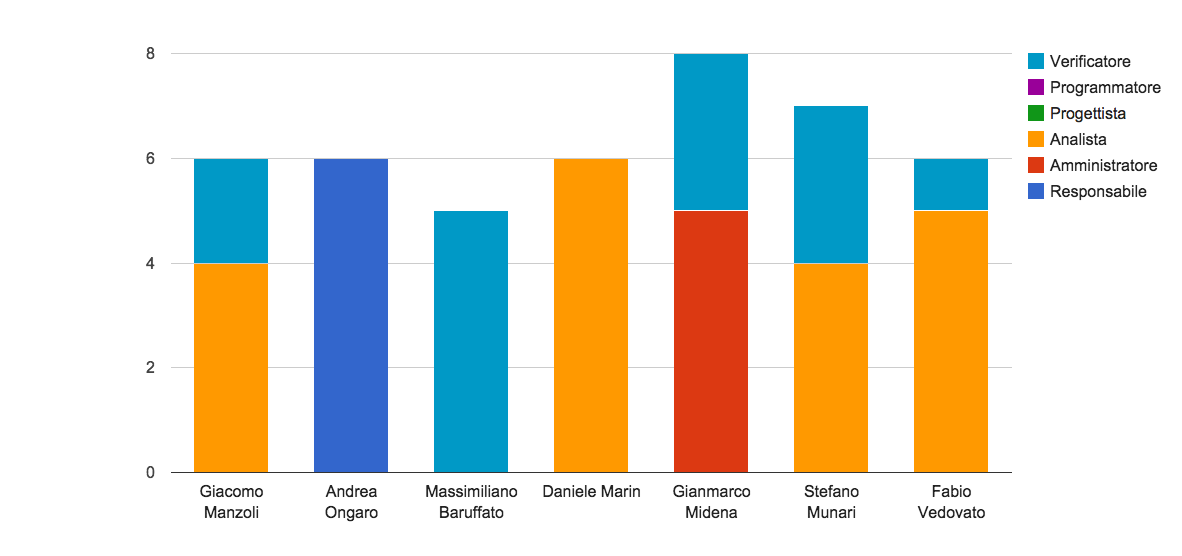 8
6
4
2
0
Giacomo
Manzoli
Andrea
Ongaro
Massimiliano
Baruffato
Daniele Marin
Gianmarco
Midena
Stefano
Munari
Fabio
Vedovato
Verificatore
Programmatore
Progettista
Analista
Amministratore
Responsabile